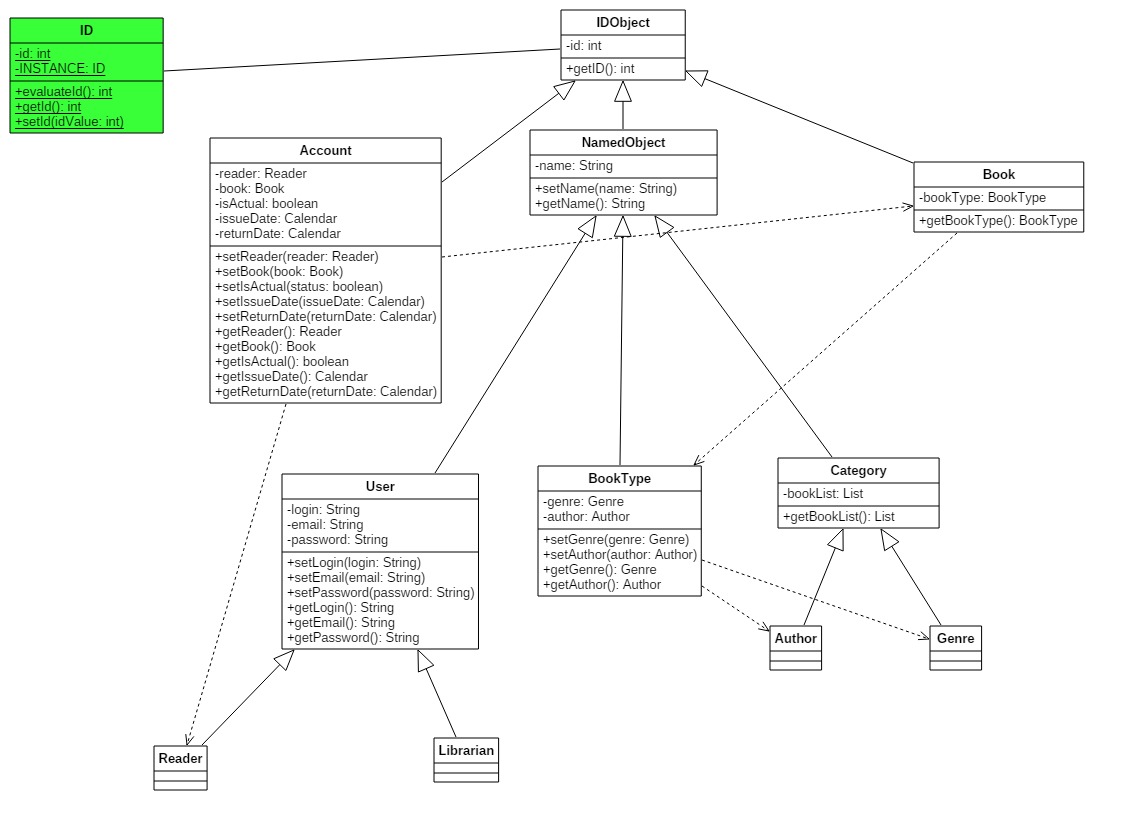 ID
-id: int
-INSTANCE: ID
+evaluateId(): int
+getId(): int
+setId(idValue: int)
IDObject
-id: int
+getID(): int
Account
-reader: Reader
-book: Book
-isActual: boolean
-issueDate: Calendar
-returnDate: Calendar
+setReader(reader: Reader)
+setBook(book: Book)
+setIsActual(status: boolean)
+setIssueDate(issueDate: Calendar)
+setReturnDate(returnDate: Calendar)
+getReader(): Reader
+getBook(): Book
+getIsActual(): boolean
+getIssueDate(): Calendar
+getReturnDate(returnDate: Calendar)
NamedObject
-name: String
+setName(name: String)
+getName(): String
Book
-bookType: BookType
+getBookType(): BookType
User
-login: String
-email: String
-password: String
+setLogin(login: String)
+setEmail(email: String)
+setPassword(password: String)
+getLogin(): String
+getEmail(): String
+getPassword(): String
BookType
-genre: Genre
-author: Author
+setGenre(genre: Genre)
+setAuthor(author: Author)
+getGenre(): Genre
+getAuthor(): Author
Category
-bookList: List
+getBookList(): List
Author
Genre
Reader
Librarian